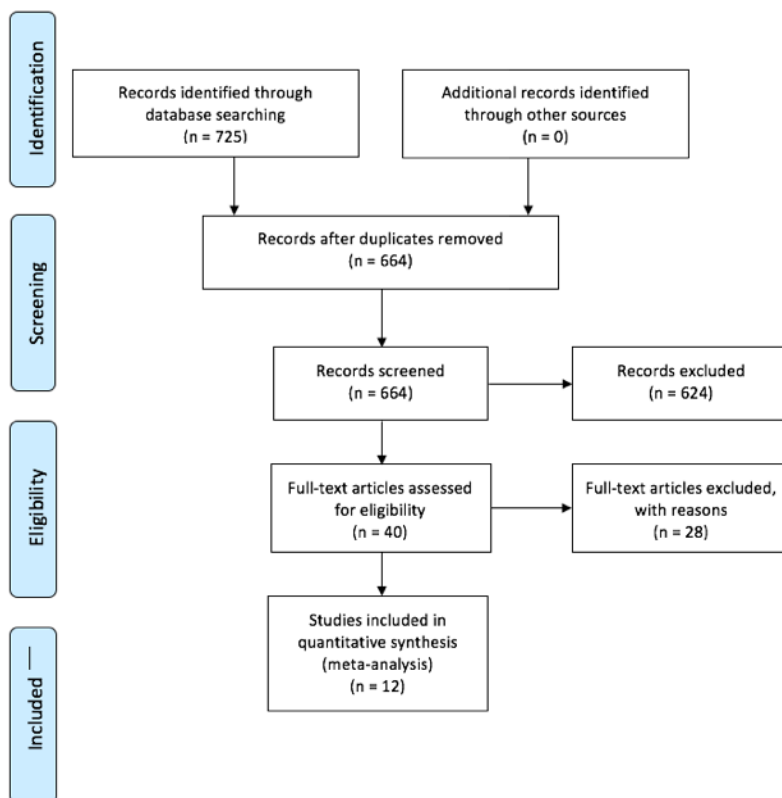 Identification
Records identified through
database searching
(n = 725)
Additional records identified
through other sources
(n = 0)
Screening
Records after duplicates removed
(n = 664)
Records screened
(n = 664)
Records excluded
(n = 624)
Eligibility
Full-text articles assessed
for eligibility
(n = 40)
Full-text articles excluded,
with reasons
(n = 28)
Included
Studies included in
quantitative synthesis
(meta-analysis)
(n = 12)